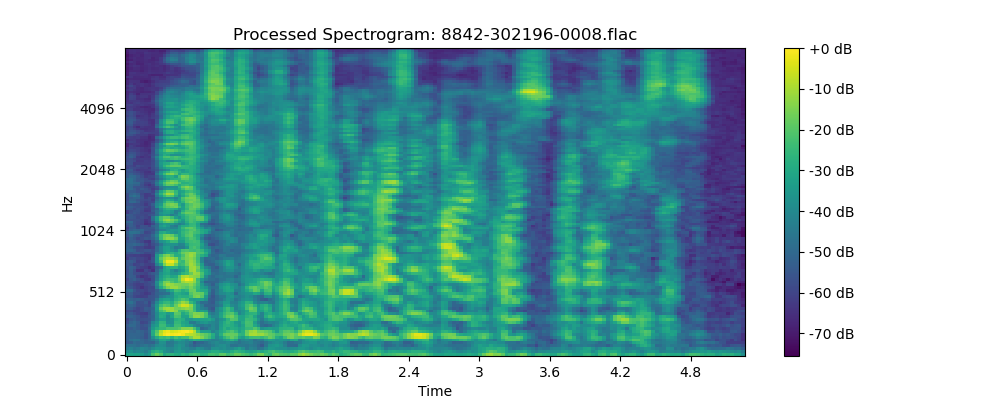 Processed Spectrogram: 8842-302196-0008.flac
Hz
4096
2048
1024
512
0
0 0.6 1.2 1.8 2.4 3 3.6 4.2 4.8
Time
+0 dB
-10 dB
-20 dB
-30 dB
-40 dB
-50 dB
-60 dB
-70 dB